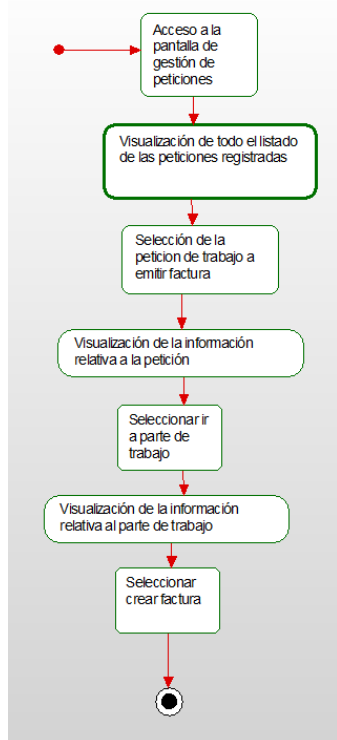 Acceso a la
pantalla de
gestión de
peticiones
Visualización de todo el listado
de las peticiones registradas
Selección de la
peticion de trabajo a
emitir factura
Visualización de la información
relativa a la petición
Seleccionar ir
a parte de
trabajo
Visualización de la información
relativa al parte de trabajo
Seleccionar
crear factura